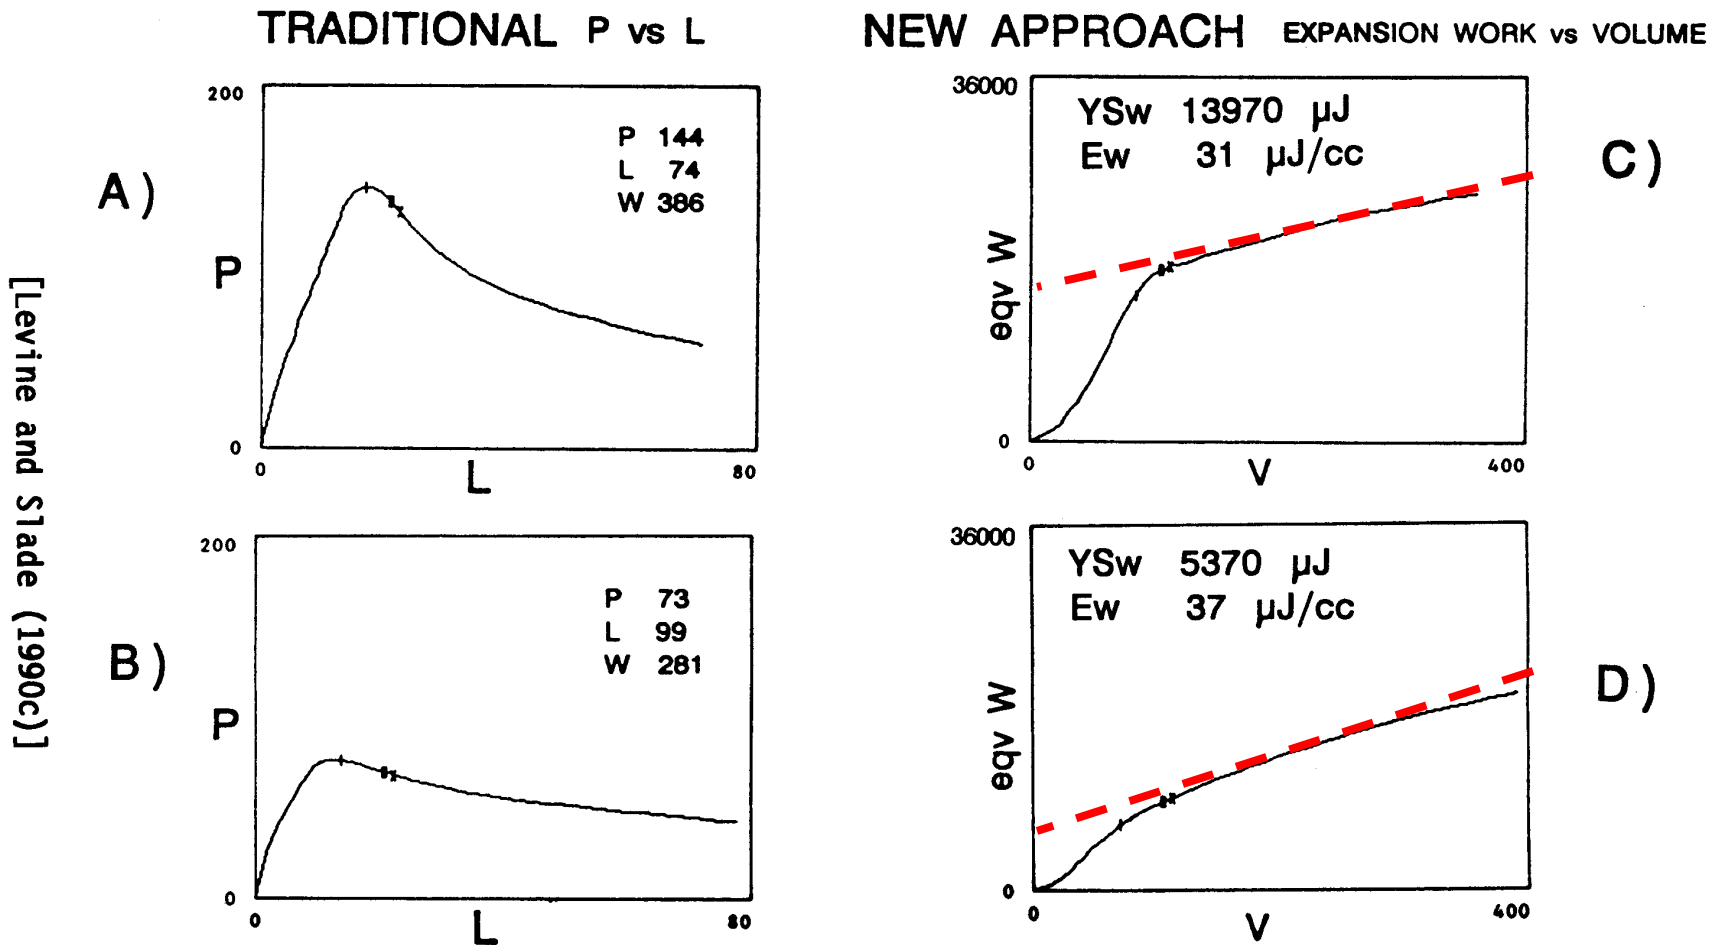 TRADITIONAL P vs L
NEW APPROACH EXPANSION WORK vs VOLUME
[Levine and Slade (1990c)]
A)
200
P
0
0
L
80
P 144
L 74
W 386
C)
36000
eqv W
0
0
V
400
YSw 13970 µJ
Ew 31 µJ/cc
B)
200
P
0
0
L
80
P 73
L 99
W 281
D)
36000
eqv W
0
0
V
400
YSw 5370 µJ
Ew 37 µJ/cc